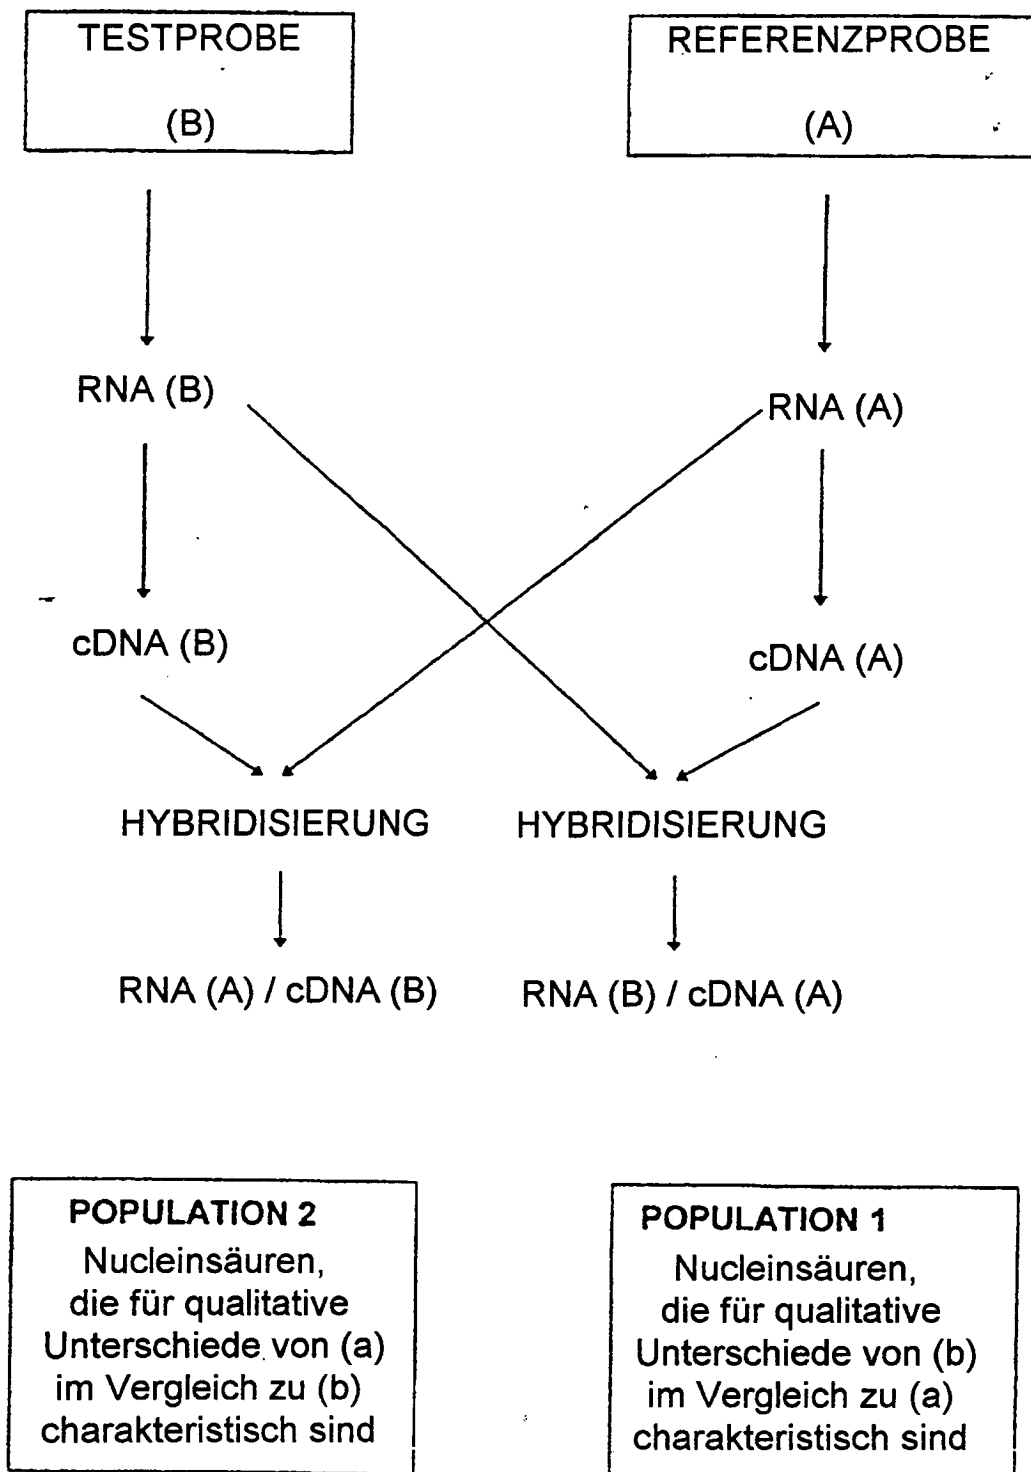 TESTPROBE
(B)
REFERENZPROBE
(A)
RNA (B)
RNA (A)
cDNA (B)
cDNA (A)
HYBRIDISIERUNG
HYBRIDISIERUNG
RNA (A) / cDNA (B)
RNA (B) / cDNA (A)
POPULATION 2
Nucleinsäuren,
die für qualitative
Unterschiede von (a)
im Vergleich zu (b)
charakteristisch sind
POPULATION 1
Nucleinsäuren,
die für qualitative
Unterschiede von (b)
im Vergleich zu (a)
charakteristisch sind